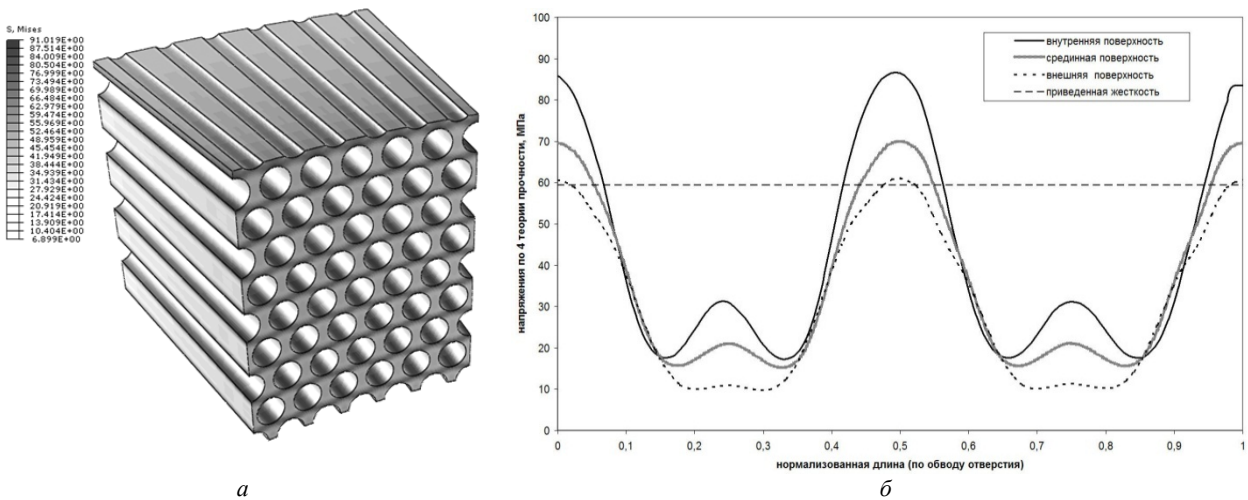 S, Mises
91.019E+00
87.514E+00
84.009E+00
80.504E+00
76.999E+00
73.494E+00
69.989E+00
66.484E+00
62.979E+00
59.474E+00
55.969E+00
52.464E+00
48.959E+00
45.454E+00
41.949E+00
38.444E+00
34.939E+00
31.434E+00
27.929E+00
24.424E+00
20.919E+00
17.414E+00
13.909E+00
10.404E+00
6.899E+00
а
напряжения по 4 теории прочности, МПа
100
90
80
70
60
50
40
30
20
10
0
внутренняя поверхность
срединная поверхность
внешняя поверхность
приведенная жесткость
0 0,1 0,2 0,3 0,4 0,5 0,6 0,7 0,8 0,9 1
нормализованная длина (по обводу отверстия)
б